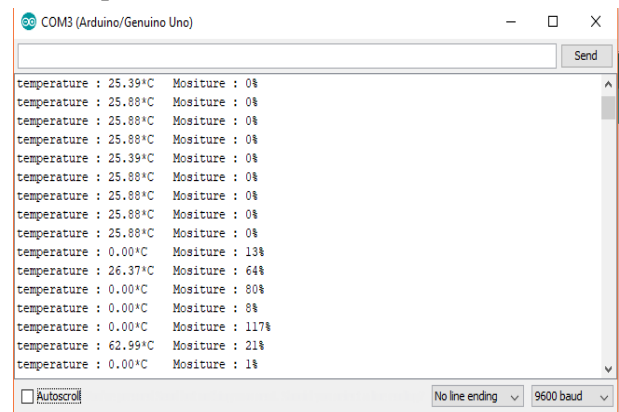 COM3 (Arduino/Genuino Uno)
Send
temperature : 25.39*C Mositure : 0%
temperature : 25.88*C Mositure : 0%
temperature : 25.88*C Mositure : 0%
temperature : 25.88*C Mositure : 0%
temperature : 25.39*C Mositure : 0%
temperature : 25.88*C Mositure : 0%
temperature : 25.88*C Mositure : 0%
temperature : 25.88*C Mositure : 0%
temperature : 25.88*C Mositure : 0%
temperature : 0.00*C Mositure : 13%
temperature : 26.37*C Mositure : 64%
temperature : 0.00*C Mositure : 80%
temperature : 0.00*C Mositure : 8%
temperature : 0.00*C Mositure : 117%
temperature : 62.99*C Mositure : 21%
temperature : 0.00*C Mositure : 1%
Autoscroll No line ending 9600 baud